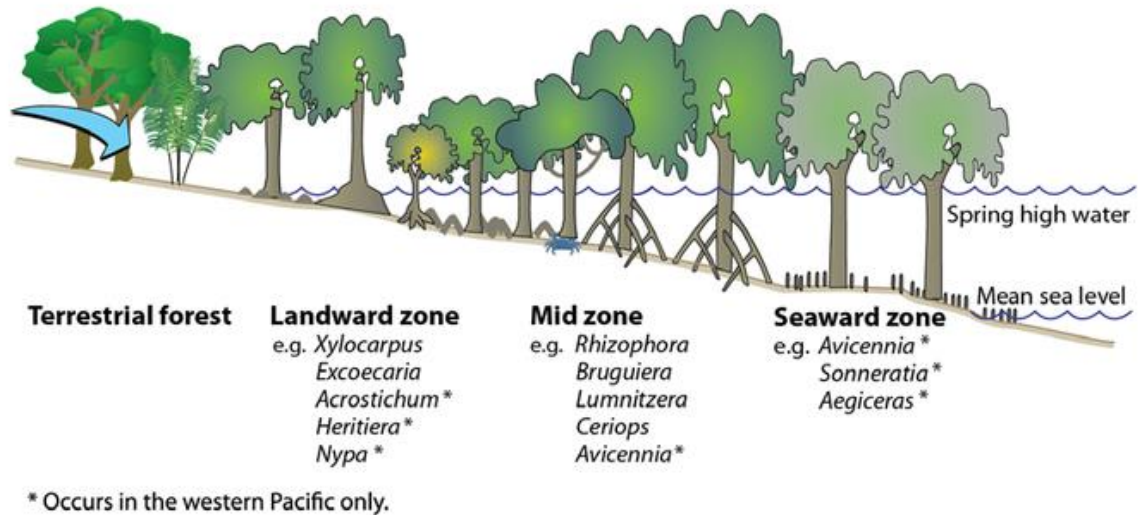 Spring high water
Mean sea level
Terrestrial forest
Landward zone
e.g. Xylocarpus
Excoecaria
Acrostichum *
Heritiera *
Nypa *
Mid zone
e.g. Rhizophora
Bruguiera
Lumnitzera
Ceriops
Avicennia *
Seaward zone
e.g. Avicennia *
Sonneratia *
Aegiceras *
* Occurs in the western Pacific only.